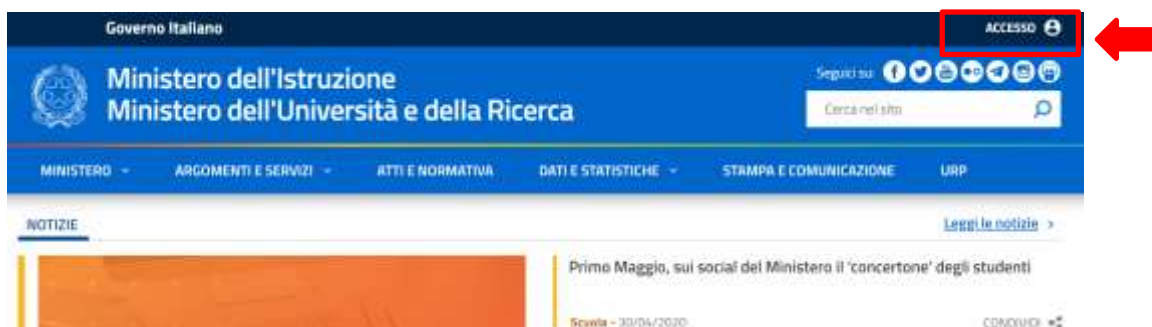 Governo Italiano
ACCESSO
Ministero dell'Istruzione
Ministero dell'Università e della Ricerca
Seguici su:
Cerca nel sito
MINISTERO ARGOMENTI E SERVIZI ATTI E NORMATIVA DATI E STATISTICHE STAMPA E COMUNICAZIONE URP
NOTIZIE
Leggi le notizie >
Primo Maggio, sui social del Ministero il 'concertone' degli studenti
Scuola - 30/04/2020
CONDIVIDI